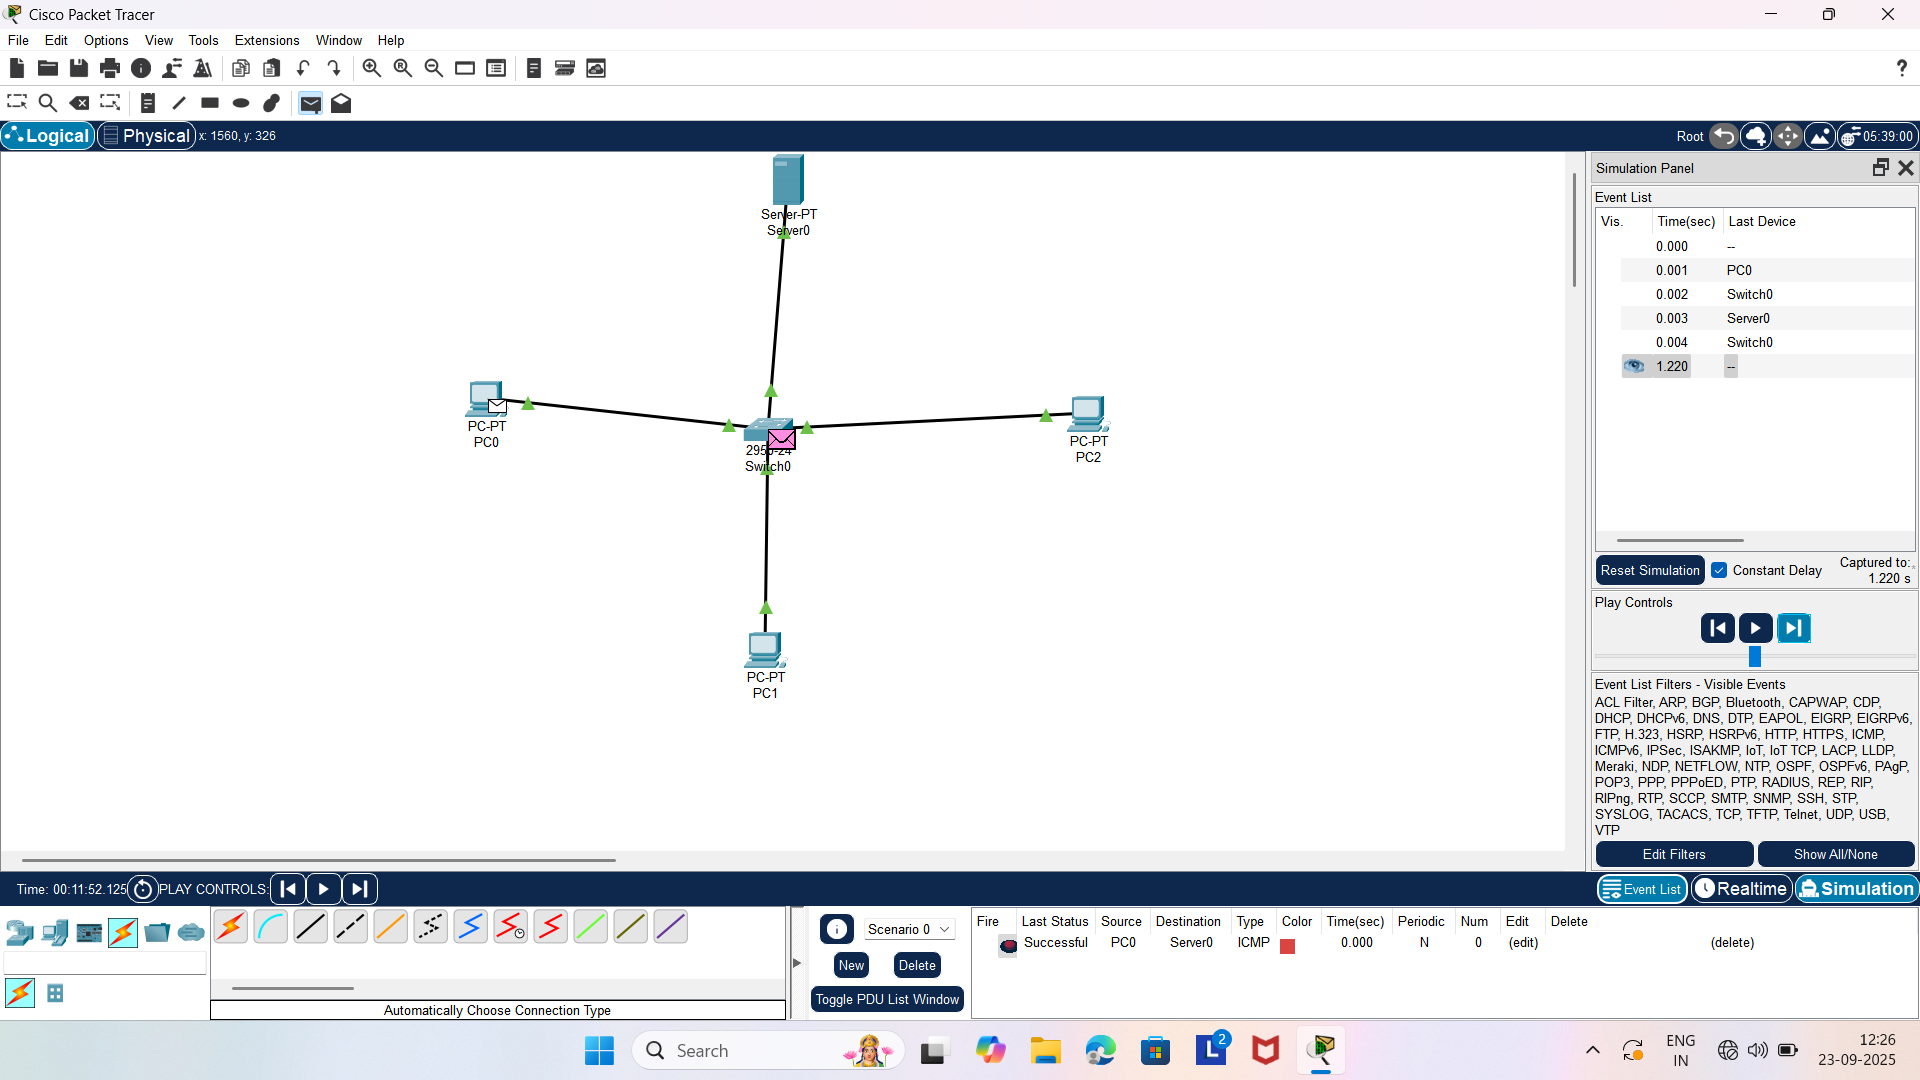 Cisco Packet Tracer
File Edit Options View Tools Extensions Window Help
?
Logical Physical x: 1560, y: 326 Root 05:39:00
Server-PT
Server0
PC-PT
PC0
2950-24
Switch0
PC-PT
PC2
PC-PT
PC1
Simulation Panel
Event List
Vis. Time(sec) Last Device
0.000 --
0.001 PC0
0.002 Switch0
0.003 Server0
0.004 Switch0
1.220 --
Reset Simulation Constant Delay Captured to:
1.220 s
Play Controls
Event List Filters - Visible Events
ACL Filter, ARP, BGP, Bluetooth, CAPWAP, CDP,
DHCP, DHCPv6, DNS, DTP, EAPOL, EIGRP, EIGRPv6,
FTP, H.323, HSRP, HSRPv6, HTTP, HTTPS, ICMP,
ICMPv6, IPSec, ISAKMP, IoT, IoT TCP, LACP, LLDP,
Meraki, NDP, NETFLOW, NTP, OSPF, OSPFv6, PAgP,
POP3, PPP, PPPoED, PTP, RADIUS, REP, RIP,
RIPng, RTP, SCCP, SMTP, SNMP, SSH, STP,
SYSLOG, TACACS, TCP, TFTP, Telnet, UDP, USB,
VTP
Edit Filters Show All/None
Time: 00:11:52.125 PLAY CONTROLS: Event List Realtime Simulation
Automatically Choose Connection Type
Scenario 0
New Delete
Toggle PDU List Window
Fire Last Status Source Destination Type Color Time(sec) Periodic Num Edit Delete
Successful PC0 Server0 ICMP 0.000 N 0 (edit) (delete)
Search
2
ENG
IN
12:26
23-09-2025